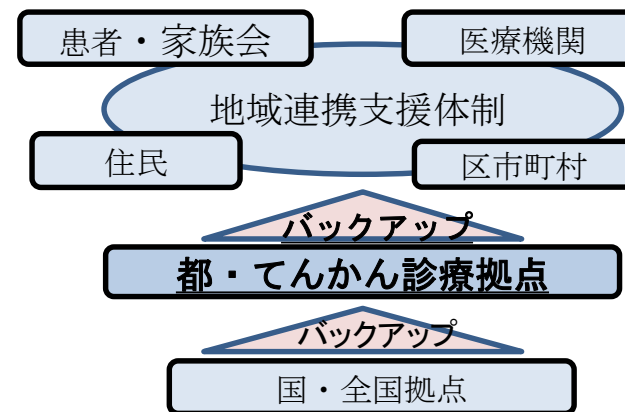 患者・家族会
医療機関
地域連携支援体制
住民
区市町村
バックアップ
都・てんかん診療拠点
バックアップ
国・全国拠点